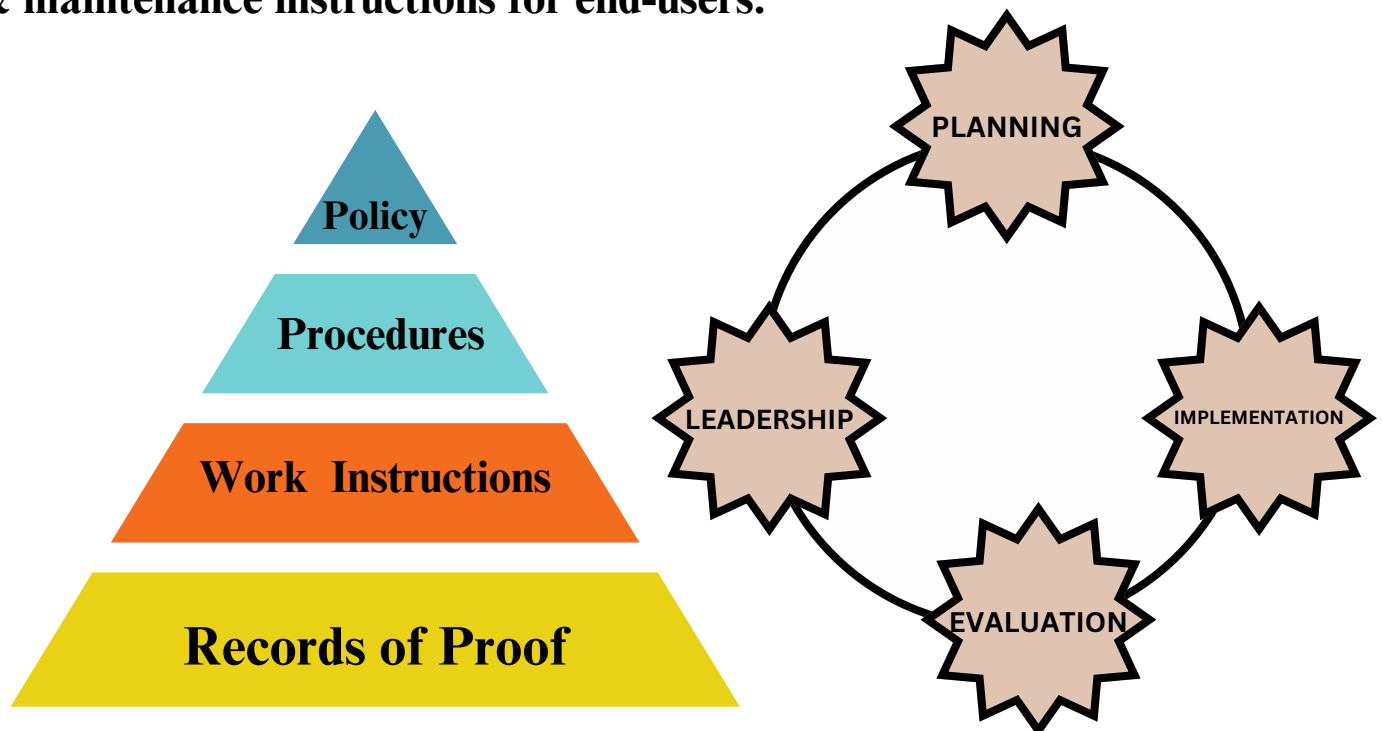 & maintenance instructions for end-users.
Policy
Procedures
Work Instructions
Records of Proof
PLANNING
LEADERSHIP
IMPLEMENTATION
EVALUATION